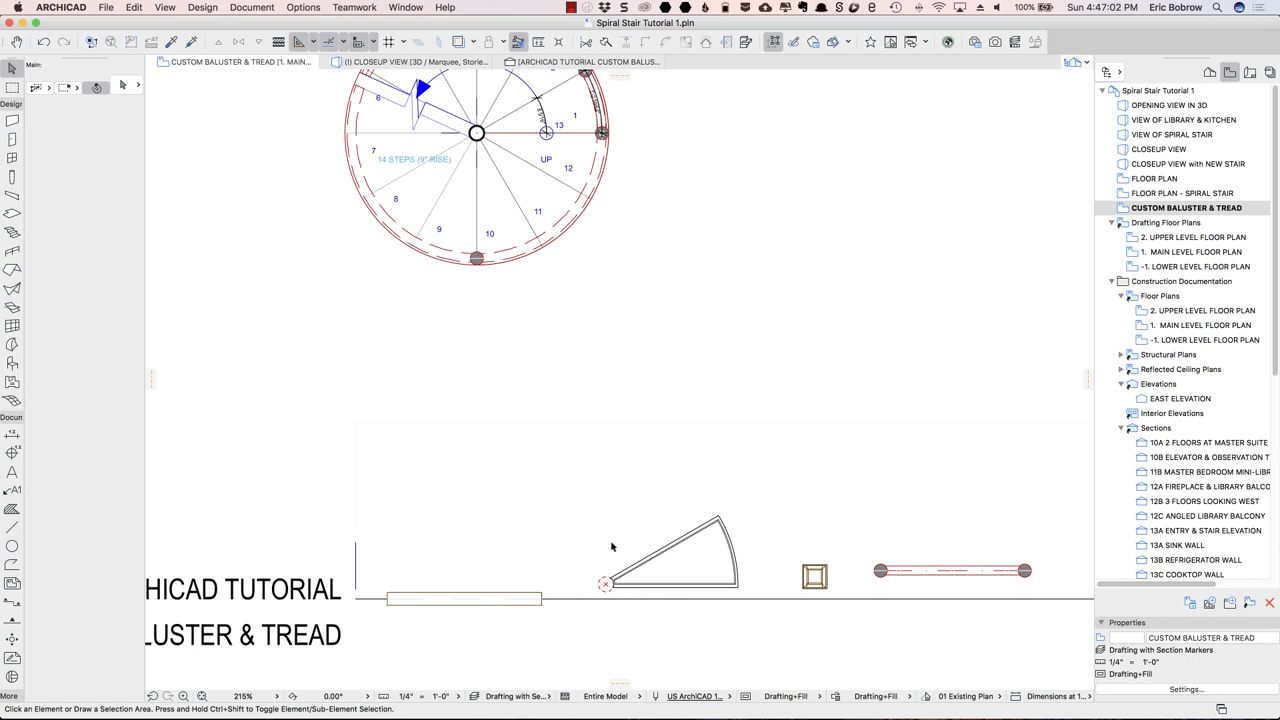 ARCHICAD File Edit View Design Document Options Teamwork Window Help 100% Sun 4:47:02 PM Eric Bobrow
Spiral Stair Tutorial 1.pln
Main:
CUSTOM BALUSTER & TREAD [1. MAIN...
(!) CLOSEUP VIEW [3D / Marquee, Storie...
[ARCHICAD TUTORIAL CUSTOM BALUS...
Design
Docum
More
6
1
13
7
14 STEPS (9" RISE)
UP
12
8
11
9
10
HICAD TUTORIAL
LUSTER & TREAD
Spiral Stair Tutorial 1
OPENING VIEW IN 3D
VIEW OF LIBRARY & KITCHEN
VIEW OF SPIRAL STAIR
CLOSEUP VIEW
CLOSEUP VIEW with NEW STAIR
FLOOR PLAN
FLOOR PLAN - SPIRAL STAIR
CUSTOM BALUSTER & TREAD
Drafting Floor Plans
2. UPPER LEVEL FLOOR PLAN
1. MAIN LEVEL FLOOR PLAN
-1. LOWER LEVEL FLOOR PLAN
Construction Documentation
Floor Plans
2. UPPER LEVEL FLOOR PLAN
1. MAIN LEVEL FLOOR PLAN
-1. LOWER LEVEL FLOOR PLAN
Structural Plans
Reflected Ceiling Plans
Elevations
EAST ELEVATION
Interior Elevations
Sections
10A 2 FLOORS AT MASTER SUITE
10B ELEVATOR & OBSERVATION T
11B MASTER BEDROOM MINI-LIBR
12A FIREPLACE & LIBRARY BALCO
12B 3 FLOORS LOOKING WEST
12C ANGLED LIBRARY BALCONY
13A ENTRY & STAIR ELEVATION
13A SINK WALL
13B REFRIGERATOR WALL
13C COOKTOP WALL
Properties
CUSTOM BALUSTER & TREAD
Drafting with Section Markers
1/4" = 1'-0"
Settings...
215% 0.00° 1/4" = 1'-0" Drafting with Se... Entire Model US ArchiCAD 1... Drafting+Fill Drafting+Fill 01 Existing Plan Dimensions at 1...
Click an Element or Draw a Selection Area. Press and Hold Ctrl+Shift to Toggle Element/Sub-Element Selection.